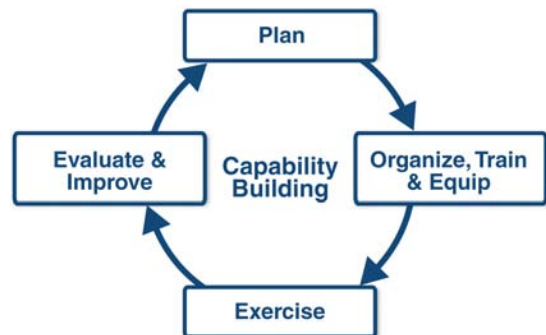 Plan
Evaluate &
Improve
Capability
Building
Organize, Train
& Equip
Exercise